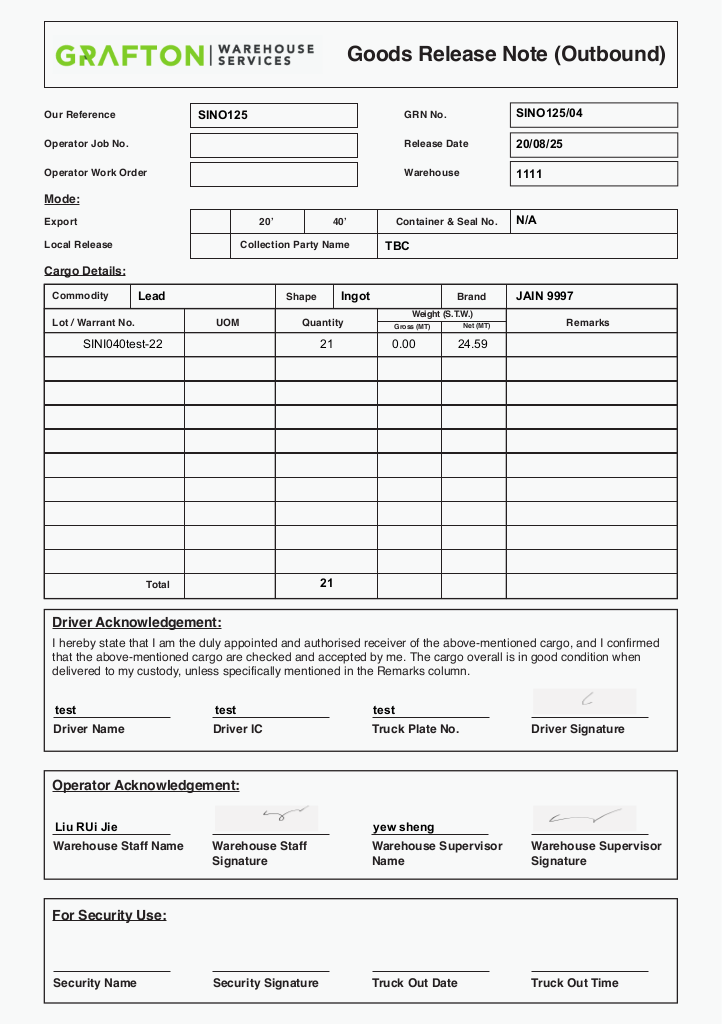 GRAFTON WAREHOUSE SERVICES
Goods Release Note (Outbound)
Our Reference SINO125 GRN No. SINO125/04
Operator Job No. Release Date 20/08/25
Operator Work Order Warehouse 1111
Mode:
Export 20' 40' Container & Seal No. N/A
Local Release Collection Party Name TBC
Cargo Details:
Commodity Lead Shape Ingot Brand JAIN 9997
Lot / Warrant No. UOM Quantity Weight (S.T.W.) Remarks
Gross (MT) Net (MT)
SINI040test-22 21 0.00 24.59
Total 21
Driver Acknowledgement:
I hereby state that I am the duly appointed and authorised receiver of the above-mentioned cargo, and I confirmed
that the above-mentioned cargo are checked and accepted by me. The cargo overall is in good condition when
delivered to my custody, unless specifically mentioned in the Remarks column.
test test test
Driver Name Driver IC Truck Plate No. Driver Signature
Operator Acknowledgement:
Liu RUi Jie yew sheng
Warehouse Staff Name Warehouse Staff Signature Warehouse Supervisor Name Warehouse Supervisor Signature
For Security Use:
Security Name Security Signature Truck Out Date Truck Out Time